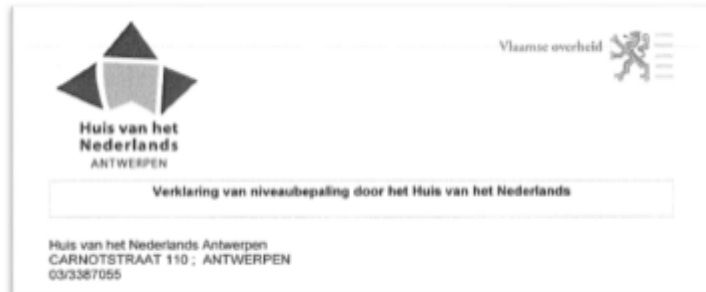 Vlaamse overheid
Huis van het
Nederlands
ANTWERPEN
Verklaring van niveaubepaling door het Huis van het Nederlands
Huis van het Nederlands Antwerpen
CARNOTSTRAAT 110 ; ANTWERPEN
03/3387055